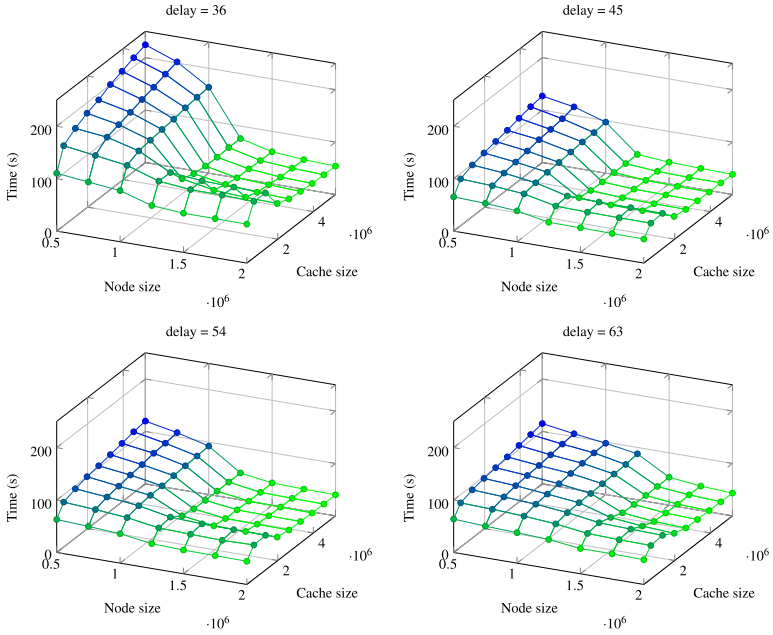 delay = 36
200
100
0
Time (s)
0.5
1
1.5
2
Node size
·10⁶
2
4
·10⁶
Cache size
delay = 45
200
100
0
Time (s)
0.5
1
1.5
2
Node size
·10⁶
2
4
·10⁶
Cache size
delay = 54
200
100
0
Time (s)
0.5
1
1.5
2
Node size
·10⁶
2
4
·10⁶
Cache size
delay = 63
200
100
0
Time (s)
0.5
1
1.5
2
Node size
·10⁶
2
4
·10⁶
Cache size